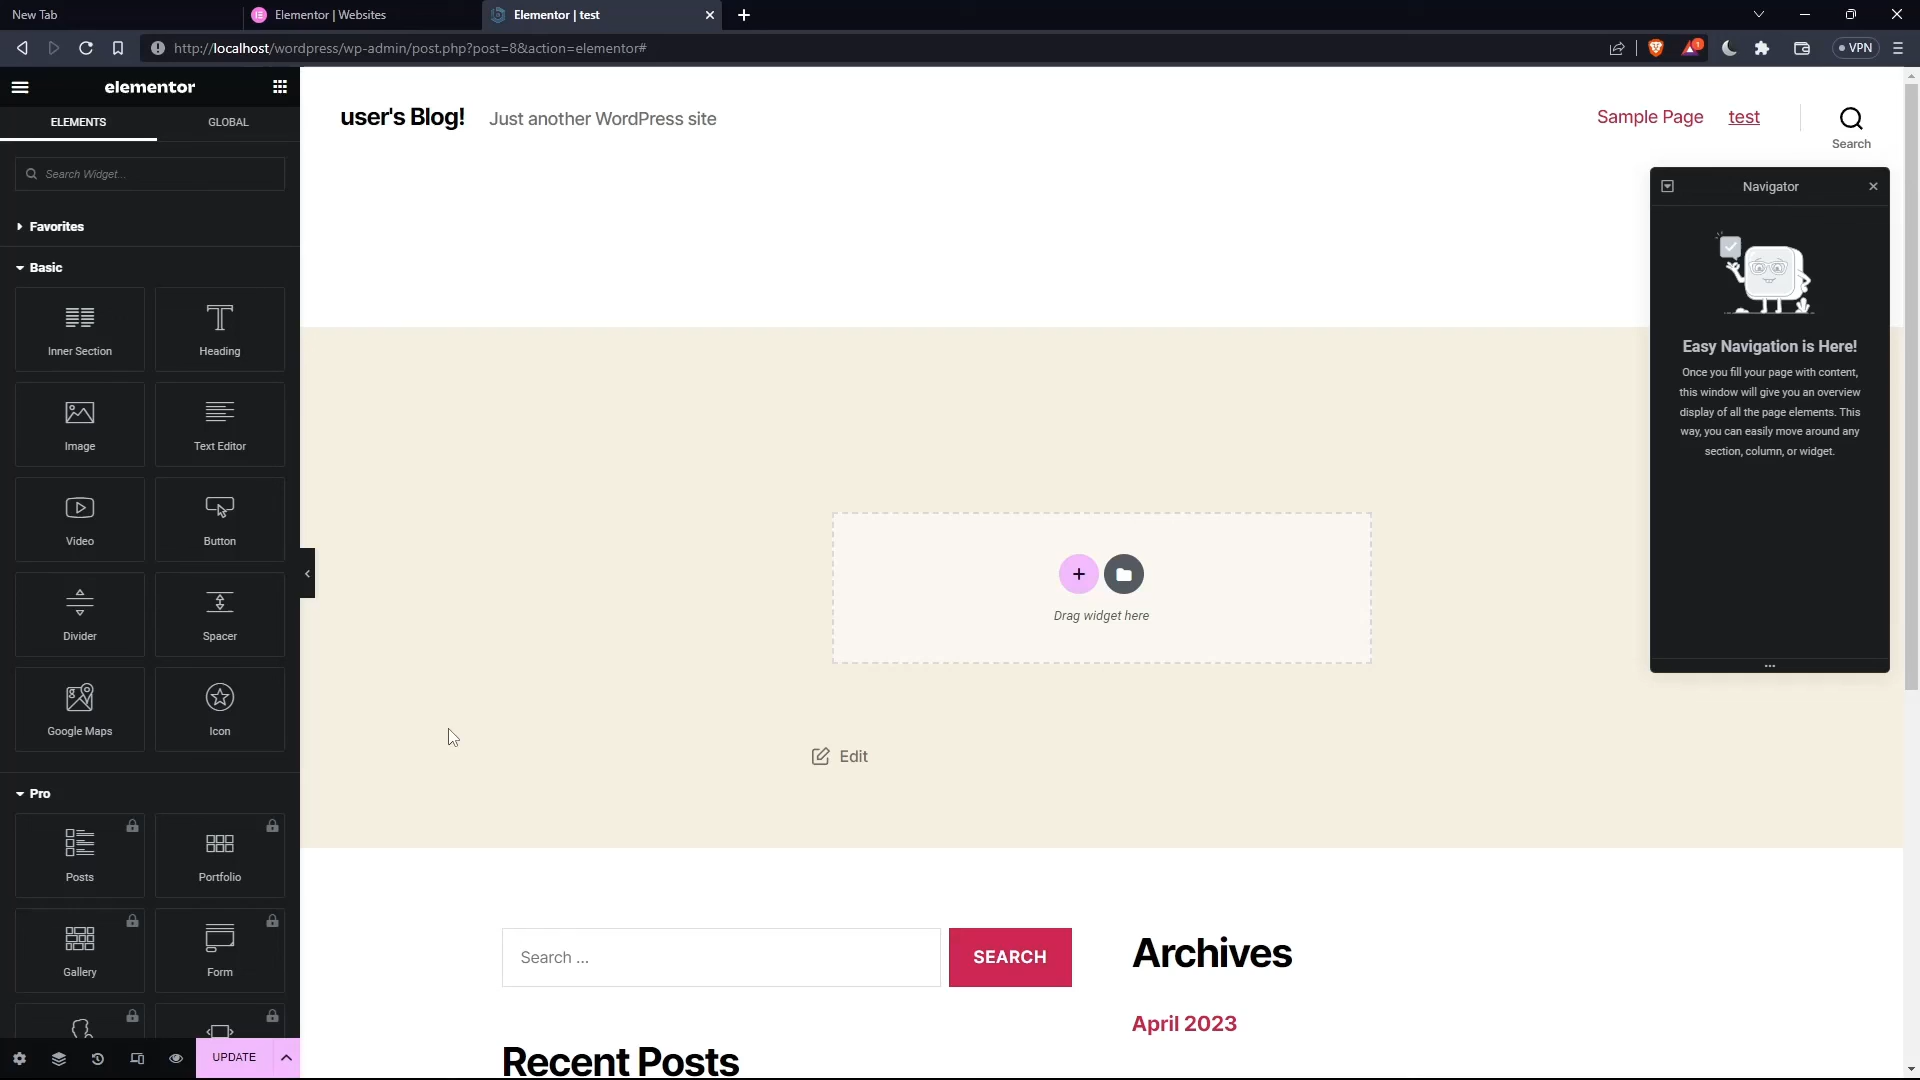 New Tab
Elementor | Websites
Elementor | test
http://localhost/wordpress/wp-admin/post.php?post=8&action=elementor#
1
VPN
elementor
ELEMENTS
GLOBAL
Search Widget...
Favorites
Basic
Inner Section
Heading
Image
Text Editor
Video
Button
Divider
Spacer
Google Maps
Icon
Pro
Posts
Portfolio
Gallery
Form
UPDATE
user's Blog!
Just another WordPress site
Sample Page
test
Search
Navigator
Easy Navigation is Here!
Once you fill your page with content,
this window will give you an overview
display of all the page elements. This
way, you can easily move around any
section, column, or widget.
Drag widget here
Edit
Search ...
SEARCH
Archives
April 2023
Recent Posts